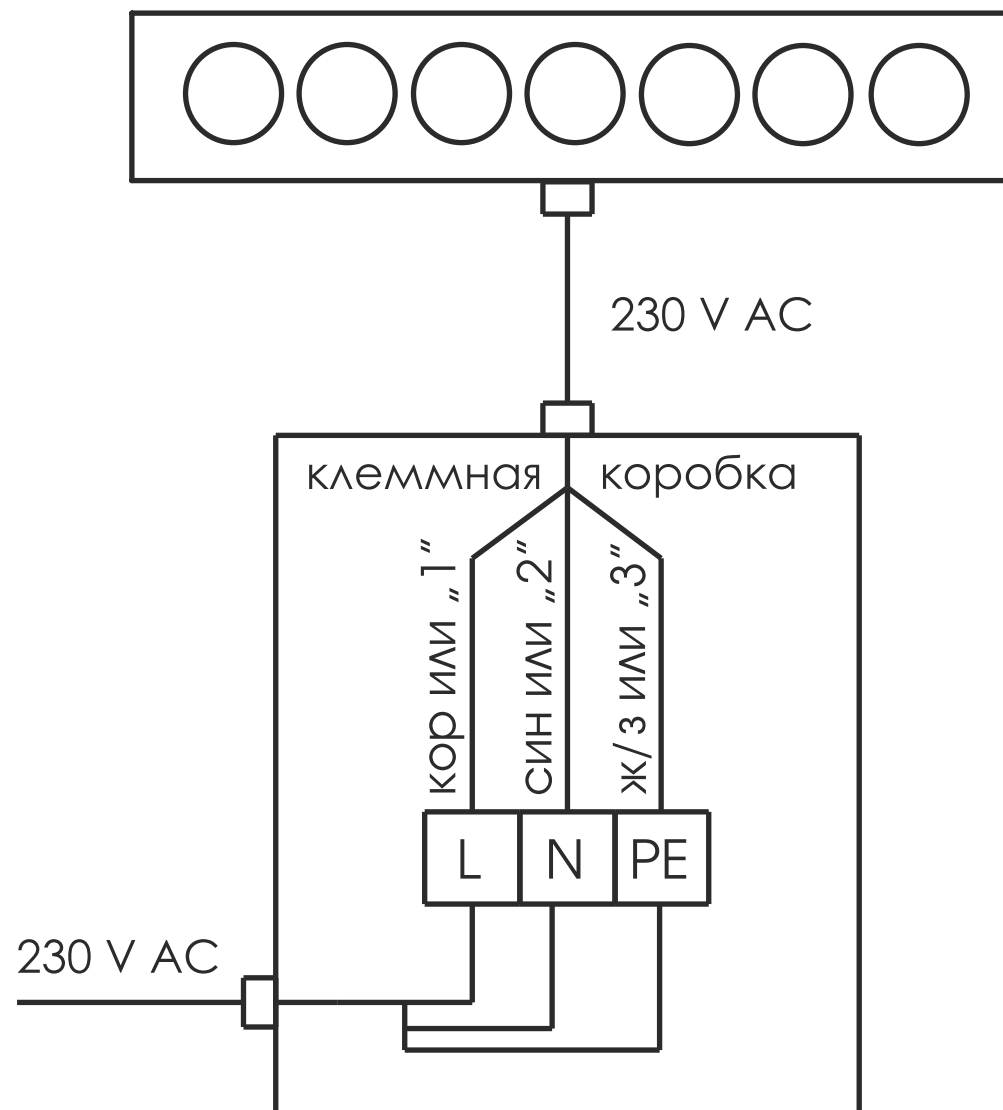 230 V AC
клеммная коробка
кор или „1“
син или „2“
ж/з или „3“
L N PE
230 V AC